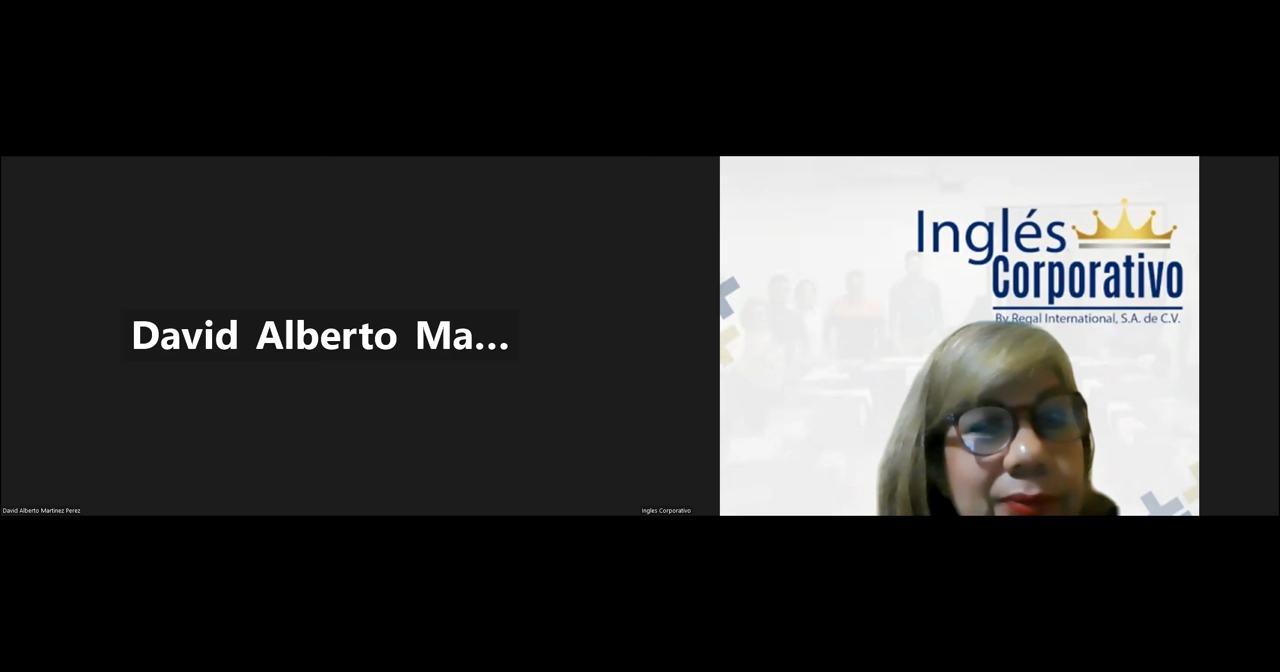 David Alberto Ma...
David Alberto Martinez Perez
Ingles Corporativo
Inglés
Corporativo
By Regal International, S.A. de C.V.